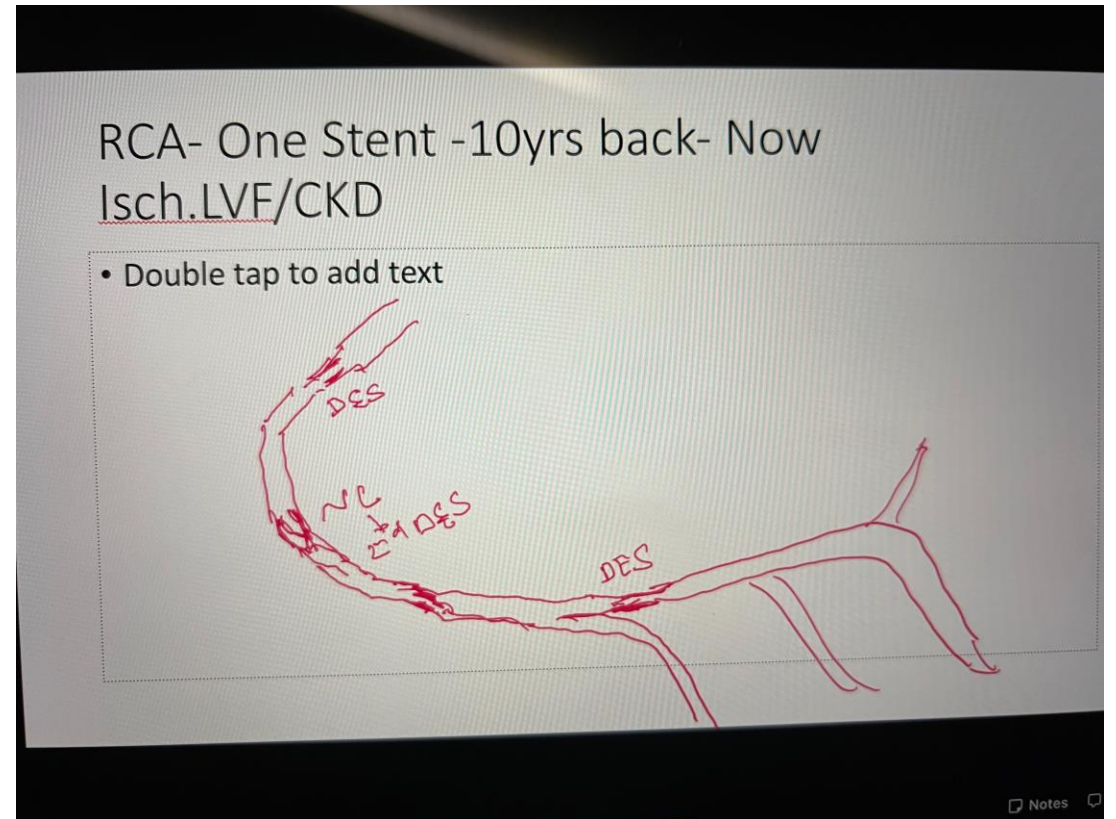 RCA- One Stent -10yrs back- Now
Isch.LVF/CKD
• Double tap to add text
DES
NC
DES
DES
Notes